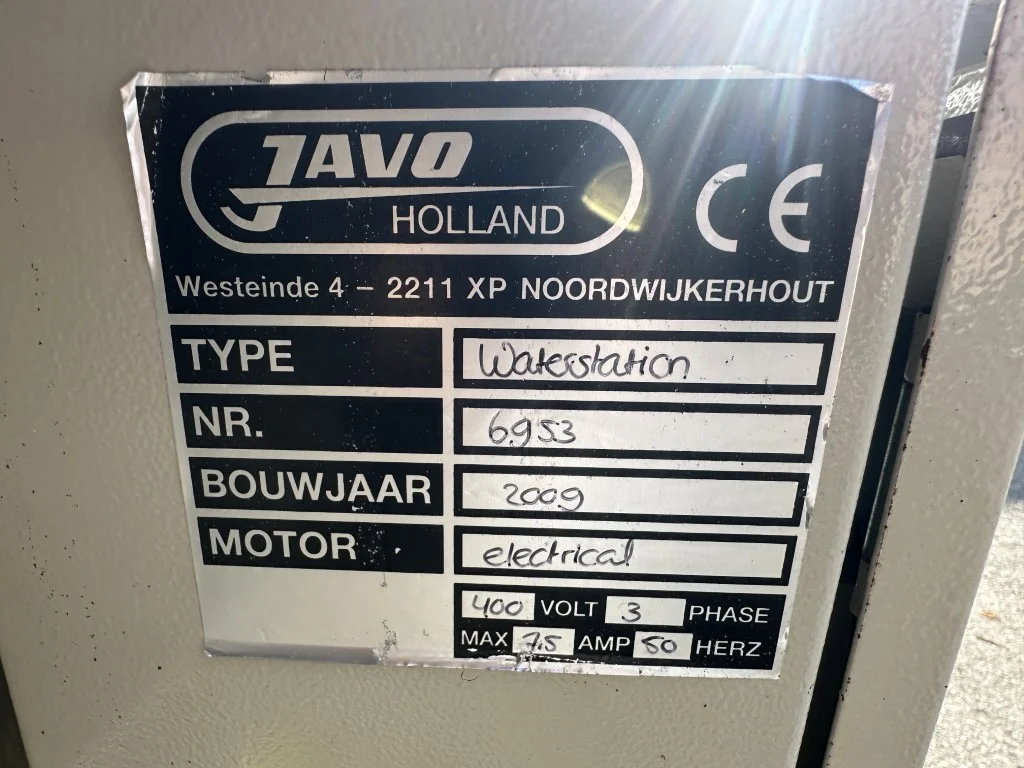 JAVO
HOLLAND
CE
Westeinde 4 – 2211 XP NOORDWIJKERHOUT
TYPE Waterstation
NR. 6953
BOUWJAAR 2009
MOTOR electrical
400 VOLT 3 PHASE
MAX 7,5 AMP 50 HERZ